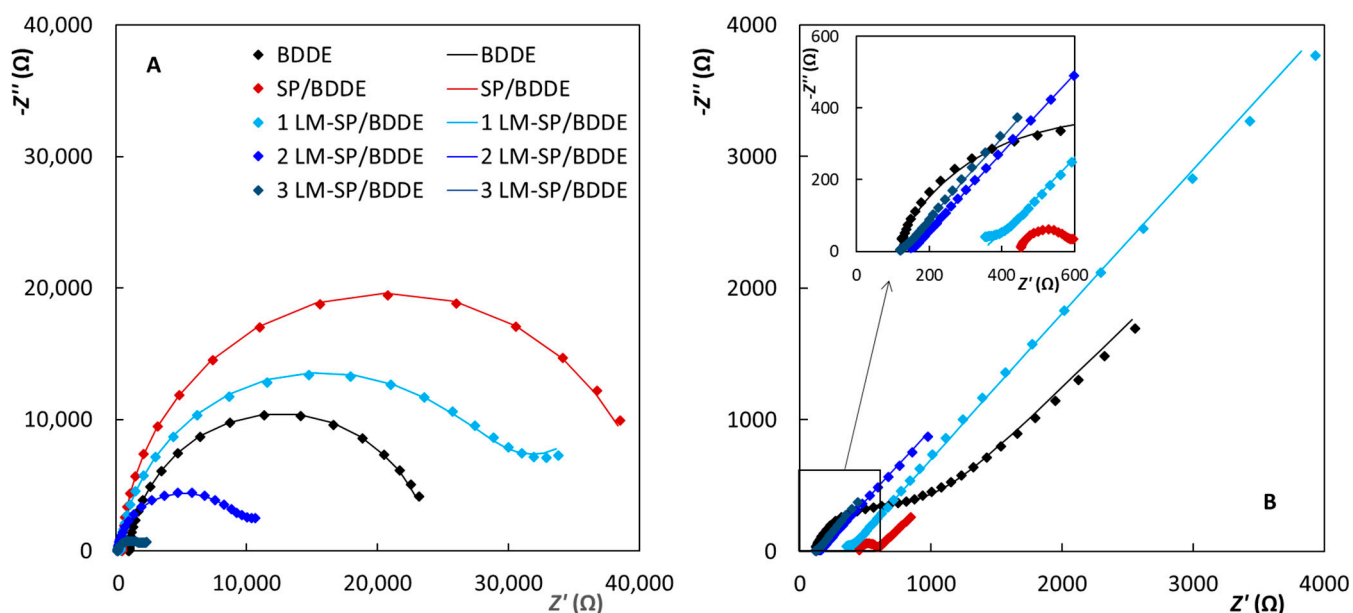 40,000
30,000
20,000
10,000
0
-Z'' (Ω)
A
BDDE BDDE
SP/BDDE SP/BDDE
1 LM-SP/BDDE 1 LM-SP/BDDE
2 LM-SP/BDDE 2 LM-SP/BDDE
3 LM-SP/BDDE 3 LM-SP/BDDE
0 10,000 20,000 30,000 40,000
Z' (Ω)
4000
3000
2000
1000
0
-Z'' (Ω)
600
400
200
0
-Z'' (Ω)
0 200 400 600
Z' (Ω)
B
0 1000 2000 3000 4000
Z' (Ω)